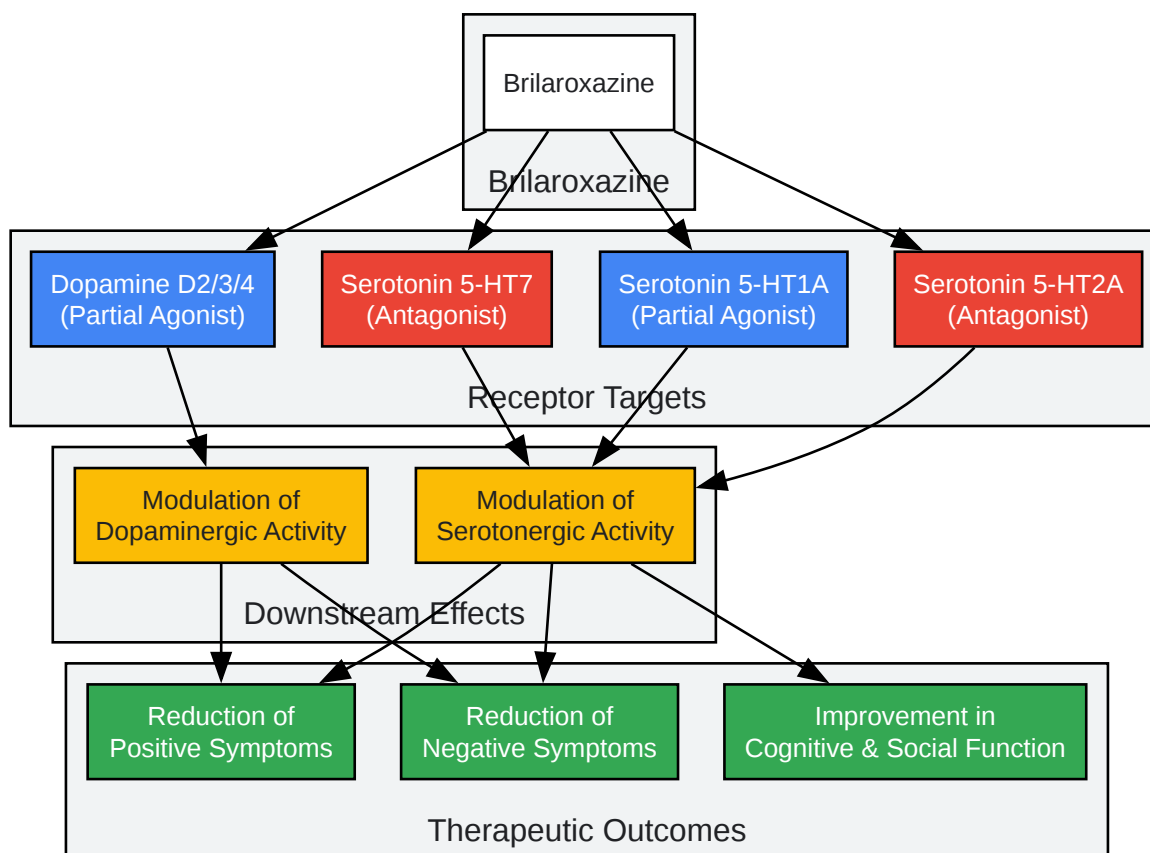 Brilaroxazine
Brilaroxazine
Dopamine D2/3/4
(Partial Agonist)
Serotonin 5-HT7
(Antagonist)
Serotonin 5-HT1A
(Partial Agonist)
Serotonin 5-HT2A
(Antagonist)
Receptor Targets
Modulation of
Dopaminergic Activity
Modulation of
Serotonergic Activity
Downstream Effects
Reduction of
Positive Symptoms
Reduction of
Negative Symptoms
Improvement in
Cognitive & Social Function
Therapeutic Outcomes